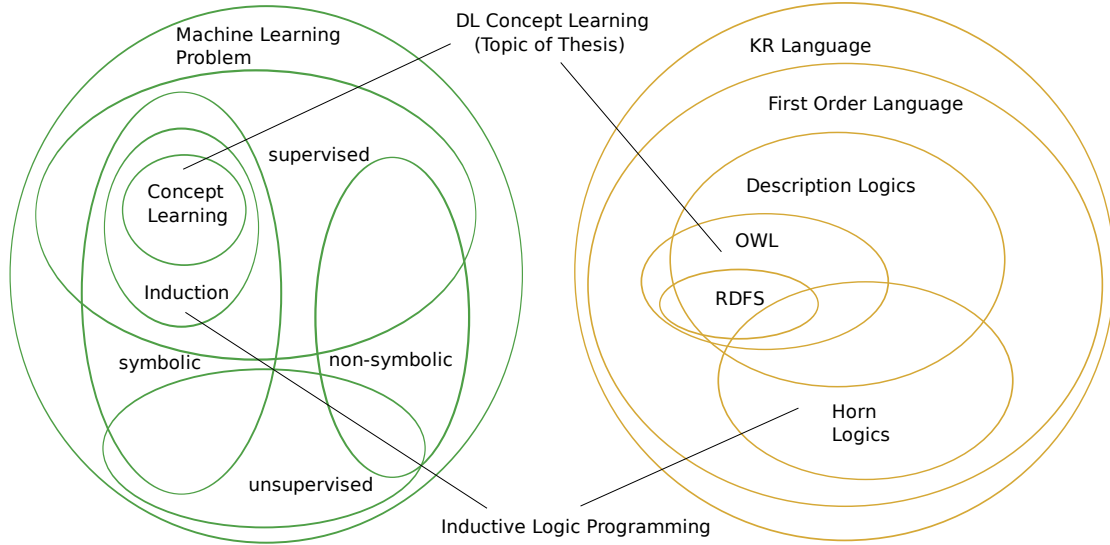 DL Concept Learning
(Topic of Thesis)
Machine Learning
Problem
supervised
Concept
Learning
Induction
symbolic
non-symbolic
unsupervised
KR Language
First Order Language
Description Logics
OWL
RDFS
Horn
Logics
Inductive Logic Programming